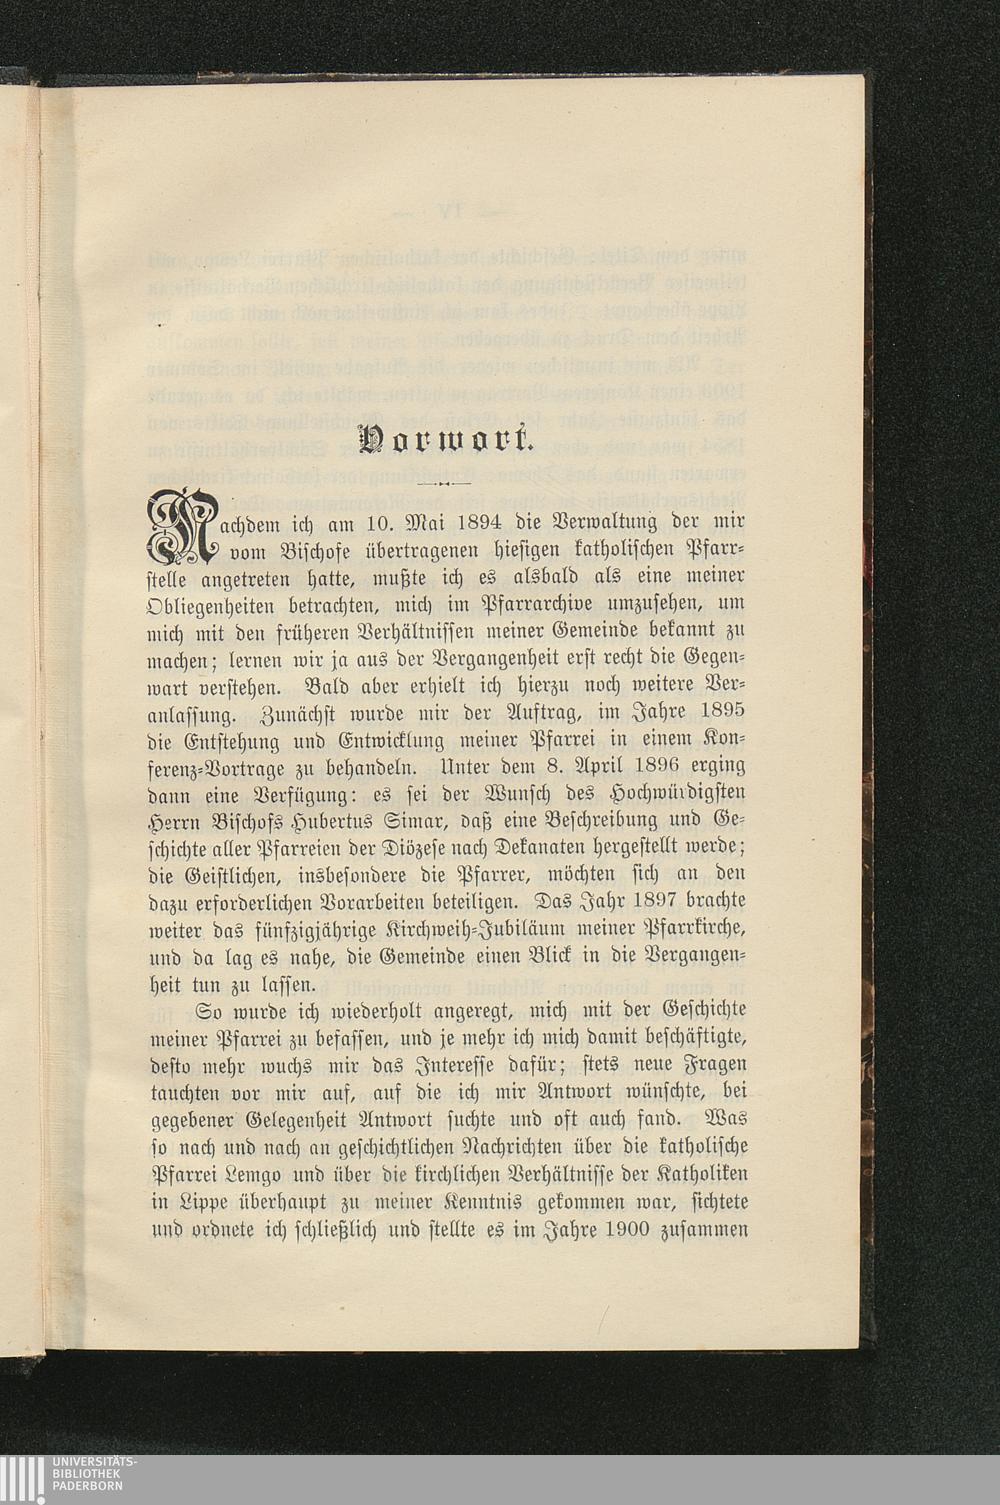 Vorwort.
Nachdem ich am 10. Mai 1894 die Verwaltung der mir
vom Bischofe übertragenen hiesigen katholischen Pfarr-
stelle angetreten hatte, mußte ich es alsbald als eine meiner
Obliegenheiten betrachten, mich im Pfarrarchive umzusehen, um
mich mit den früheren Verhältnissen meiner Gemeinde bekannt zu
machen; lernen wir ja aus der Vergangenheit erst recht die Gegen-
wart verstehen. Bald aber erhielt ich hierzu noch weitere Ver-
anlassung. Zunächst wurde mir der Auftrag, im Jahre 1895
die Entstehung und Entwicklung meiner Pfarrei in einem Kon-
ferenz-Vortrage zu behandeln. Unter dem 8. April 1896 erging
dann eine Verfügung: es sei der Wunsch des Hochwürdigsten
Herrn Bischofs Hubertus Simar, daß eine Beschreibung und Ge-
schichte aller Pfarreien der Diözese nach Dekanaten hergestellt werde;
die Geistlichen, insbesondere die Pfarrer, möchten sich an den
dazu erforderlichen Vorarbeiten beteiligen. Das Jahr 1897 brachte
weiter das fünfzigjährige Kirchweih-Jubiläum meiner Pfarrkirche,
und da lag es nahe, die Gemeinde einen Blick in die Vergangen-
heit tun zu lassen.
So wurde ich wiederholt angeregt, mich mit der Geschichte
meiner Pfarrei zu befassen, und je mehr ich mich damit beschäftigte,
desto mehr wuchs mir das Interesse dafür; stets neue Fragen
tauchten vor mir auf, auf die ich mir Antwort wünschte, bei
gegebener Gelegenheit Antwort suchte und oft auch fand. Was
so nach und nach an geschichtlichen Nachrichten über die katholische
Pfarrei Lemgo und über die kirchlichen Verhältnisse der Katholiken
in Lippe überhaupt zu meiner Kenntnis gekommen war, sichtete
und ordnete ich schließlich und stellte es im Jahre 1900 zusammen
UNIVERSITÄTS-
BIBLIOTHEK
PADERBORN